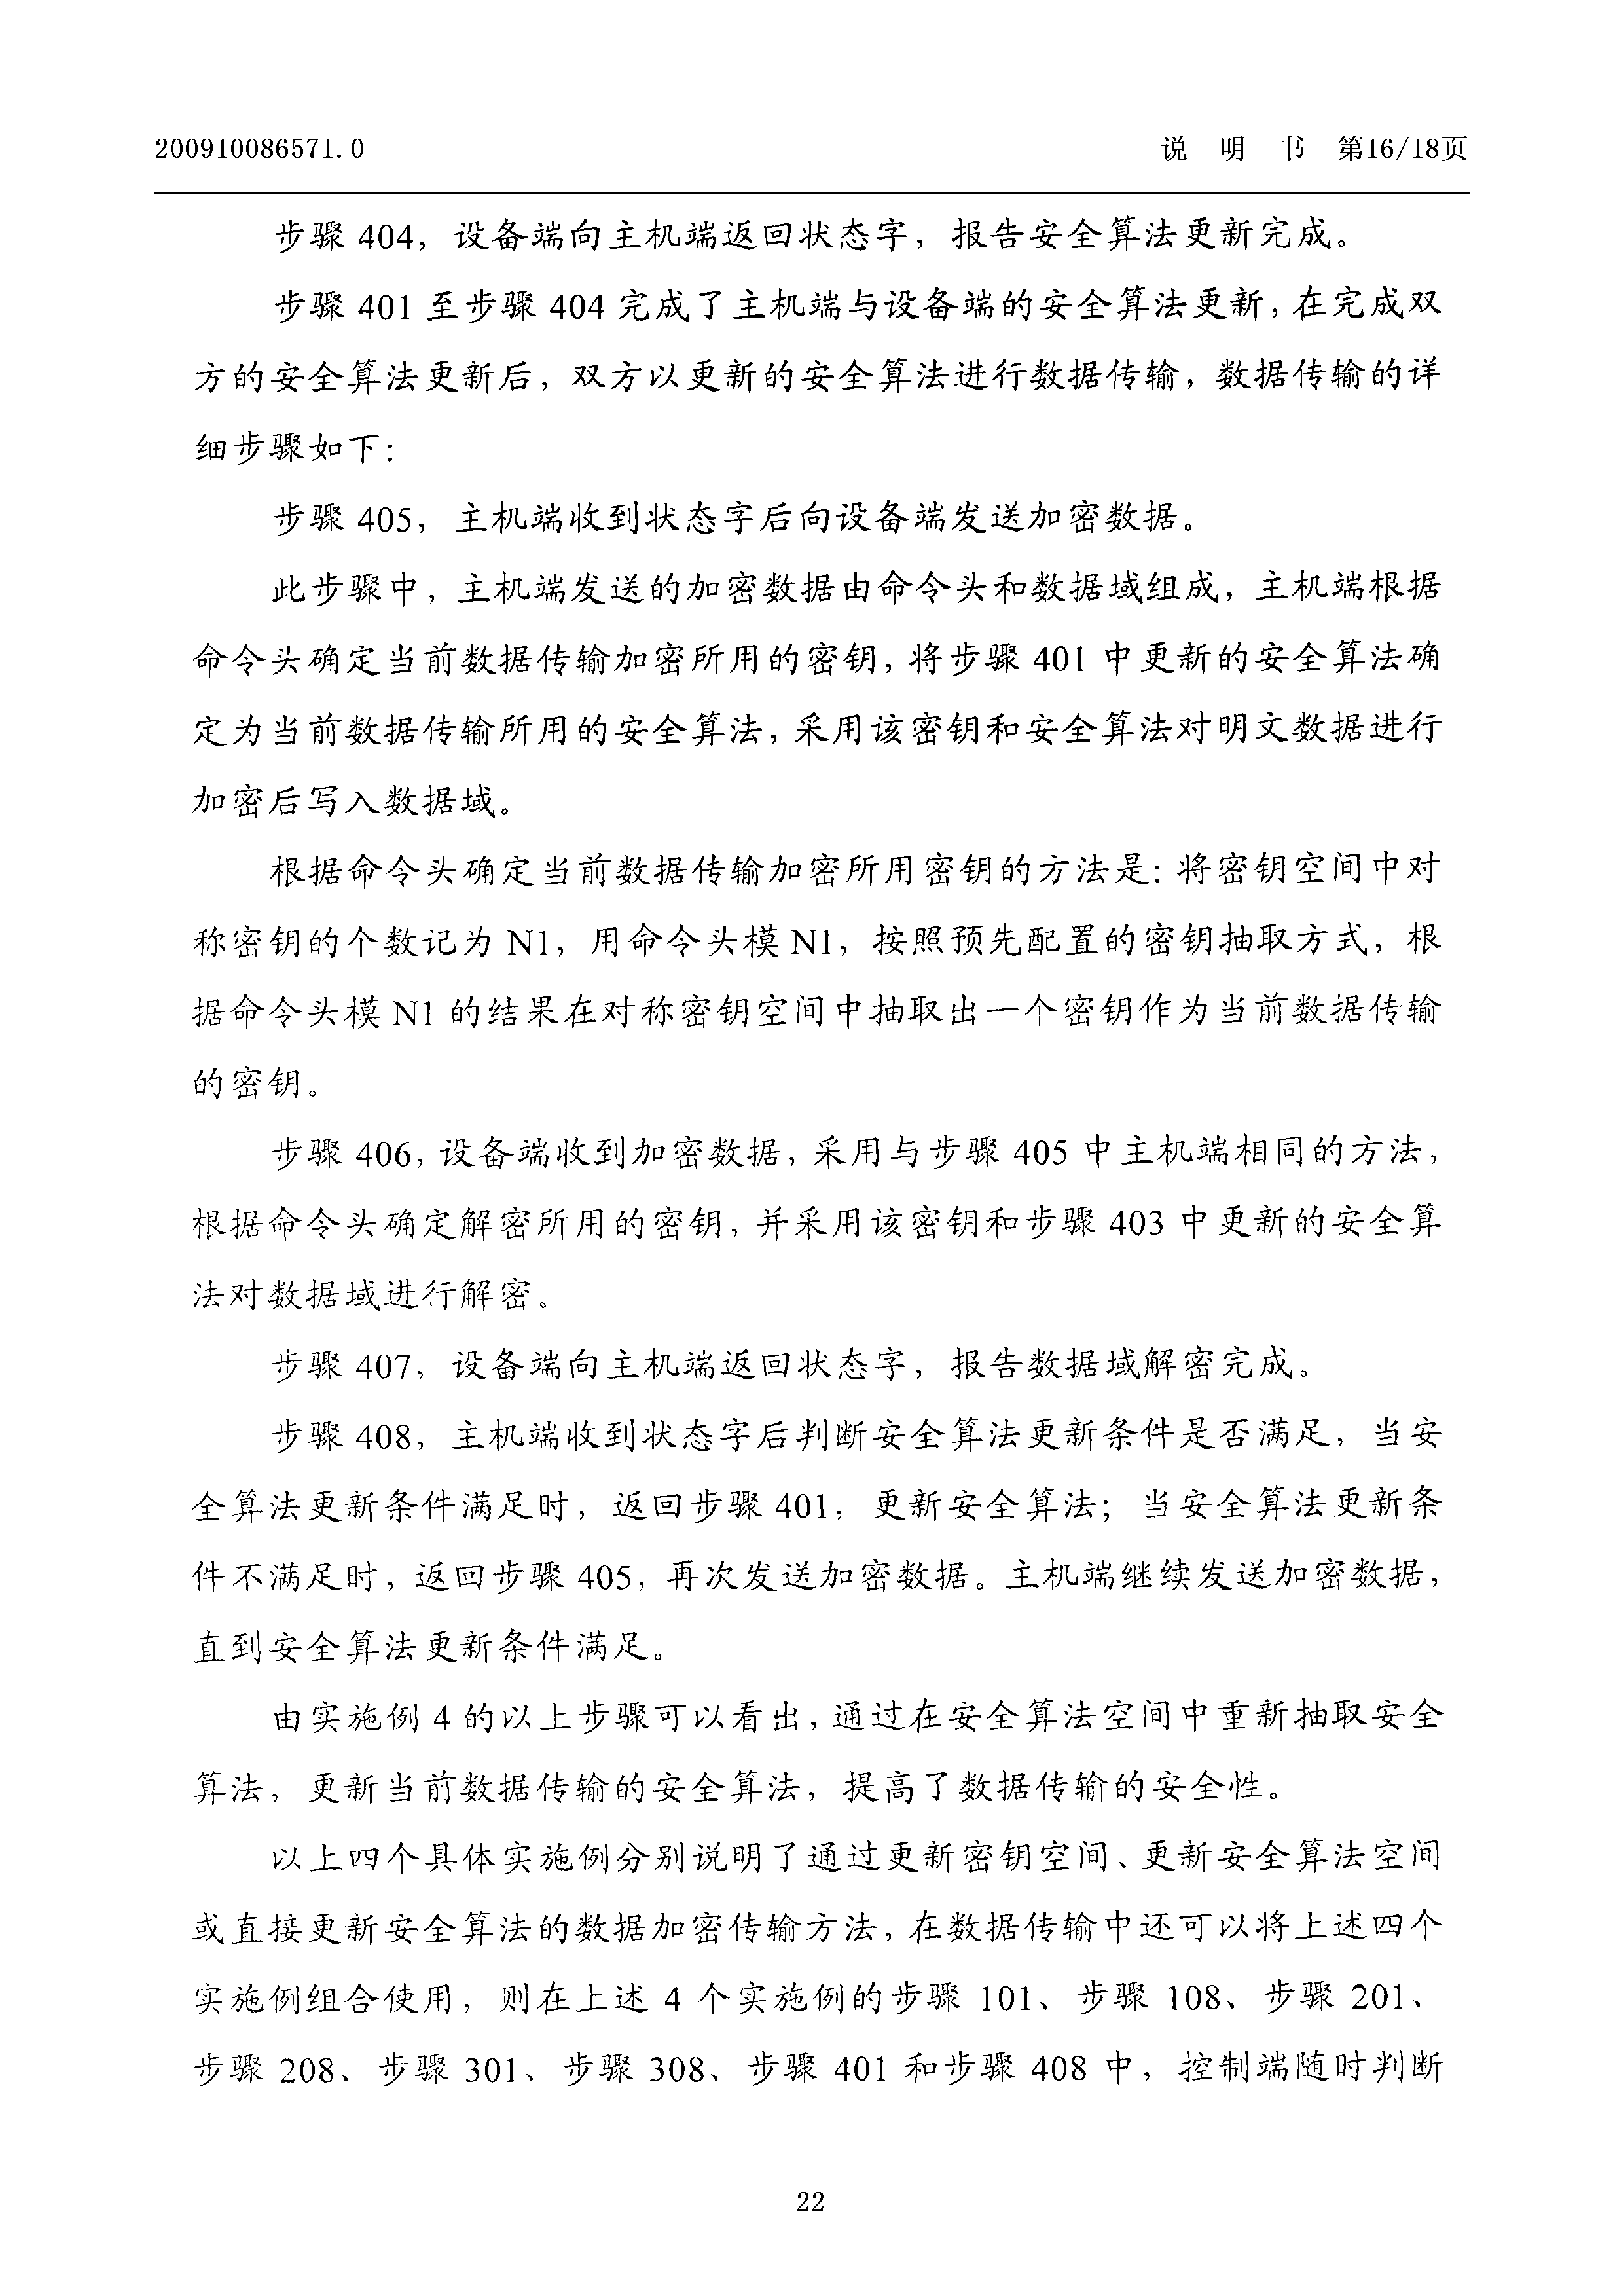 200910086571.0 说 明 书 第16/18页
步骤 404，设备端向主机端返回状态字，报告安全算法更新完成。
步骤 401 至步骤 404 完成了主机端与设备端的安全算法更新，在完成双
方的安全算法更新后，双方以更新的安全算法进行数据传输，数据传输的详
细步骤如下：
步骤 405，主机端收到状态字后向设备端发送加密数据。
此步骤中，主机端发送的加密数据由命令头和数据域组成，主机端根据
命令头确定当前数据传输加密所用的密钥，将步骤 401 中更新的安全算法确
定为当前数据传输所用的安全算法，采用该密钥和安全算法对明文数据进行
加密后写入数据域。
根据命令头确定当前数据传输加密所用密钥的方法是：将密钥空间中对
称密钥的个数记为 N1，用命令头模 N1，按照预先配置的密钥抽取方式，根
据命令头模 N1 的结果在对称密钥空间中抽取出一个密钥作为当前数据传输
的密钥。
步骤 406，设备端收到加密数据，采用与步骤 405 中主机端相同的方法，
根据命令头确定解密所用的密钥，并采用该密钥和步骤 403 中更新的安全算
法对数据域进行解密。
步骤 407，设备端向主机端返回状态字，报告数据域解密完成。
步骤 408，主机端收到状态字后判断安全算法更新条件是否满足，当安
全算法更新条件满足时，返回步骤 401，更新安全算法；当安全算法更新条
件不满足时，返回步骤 405，再次发送加密数据。主机端继续发送加密数据，
直到安全算法更新条件满足。
由实施例 4 的以上步骤可以看出，通过在安全算法空间中重新抽取安全
算法，更新当前数据传输的安全算法，提高了数据传输的安全性。
以上四个具体实施例分别说明了通过更新密钥空间、更新安全算法空间
或直接更新安全算法的数据加密传输方法，在数据传输中还可以将上述四个
实施例组合使用，则在上述 4 个实施例的步骤 101、步骤 108、步骤 201、
步骤 208、步骤 301、步骤 308、步骤 401 和步骤 408 中，控制端随时判断
22